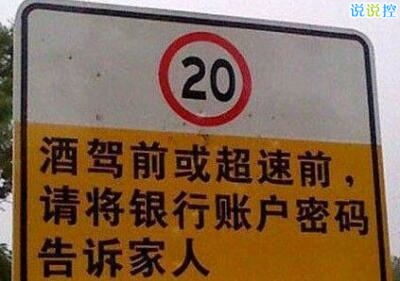 说说控
20
酒驾前或超速前，
请将银行账户密码
告诉家人